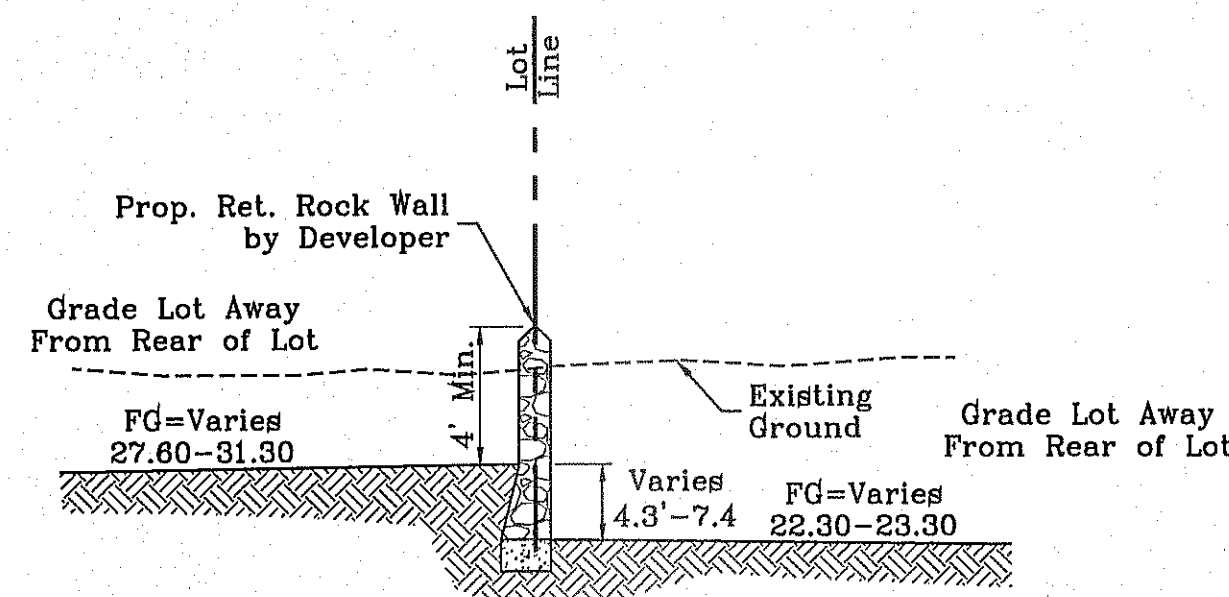 Lot
Line
Prop. Ret. Rock Wall
by Developer
Grade Lot Away
From Rear of Lot
4' Min.
FG=Varies
27.60-31.30
Existing
Ground
Grade Lot Away
From Rear of Lot
Varies
4.3'-7.4
FG=Varies
22.30-23.30